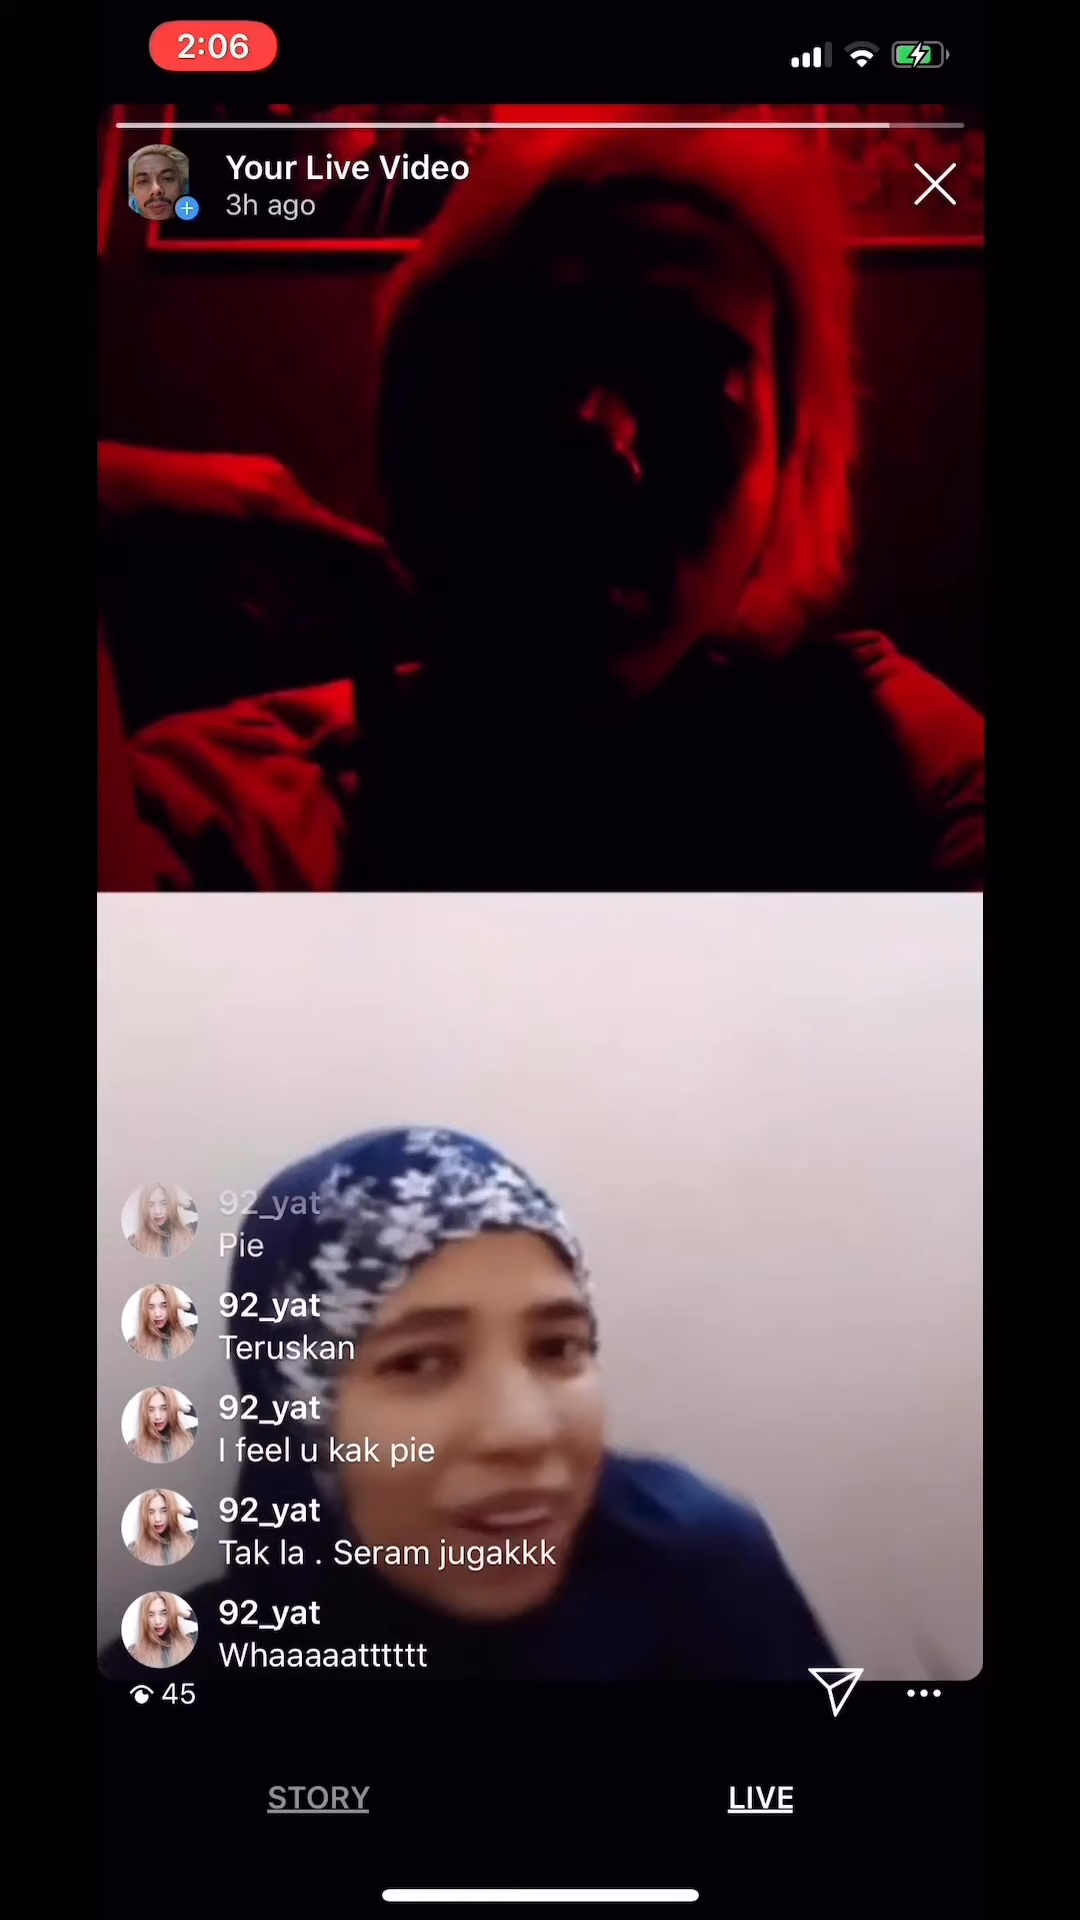 2:06
Your Live Video
3h ago
92_yat
Pie
92_yat
Teruskan
92_yat
I feel u kak pie
92_yat
Tak la . Seram jugakkk
92_yat
Whaaaaatttttt
45
STORY
LIVE